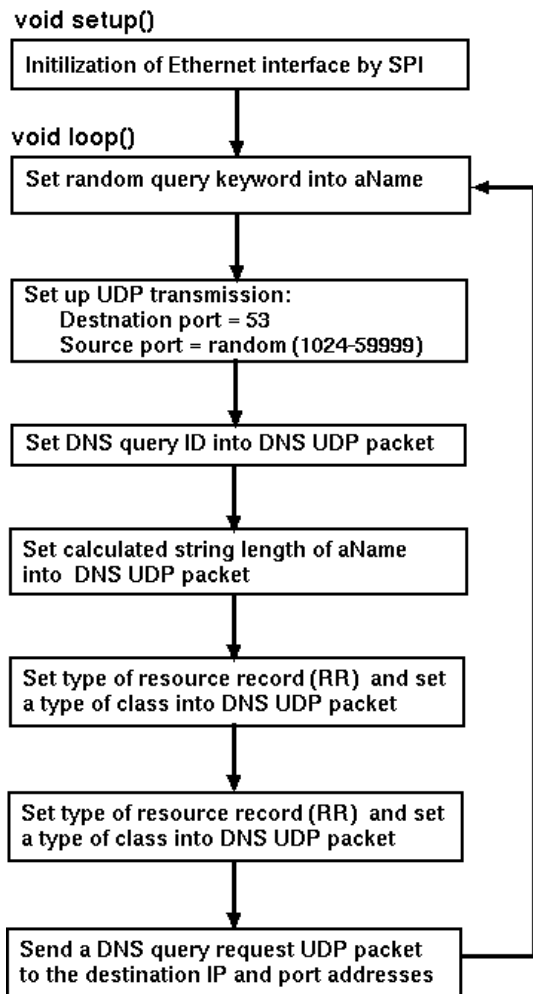 void setup()
Initilization of Ethernet interface by SPI
void loop()
Set random query keyword into aName
Set up UDP transmission:
Destnation port = 53
Source port = random (1024-59999)
Set DNS query ID into DNS UDP packet
Set calculated string length of aName
into DNS UDP packet
Set type of resource record (RR) and set
a type of class into DNS UDP packet
Set type of resource record (RR) and set
a type of class into DNS UDP packet
Send a DNS query request UDP packet
to the destination IP and port addresses